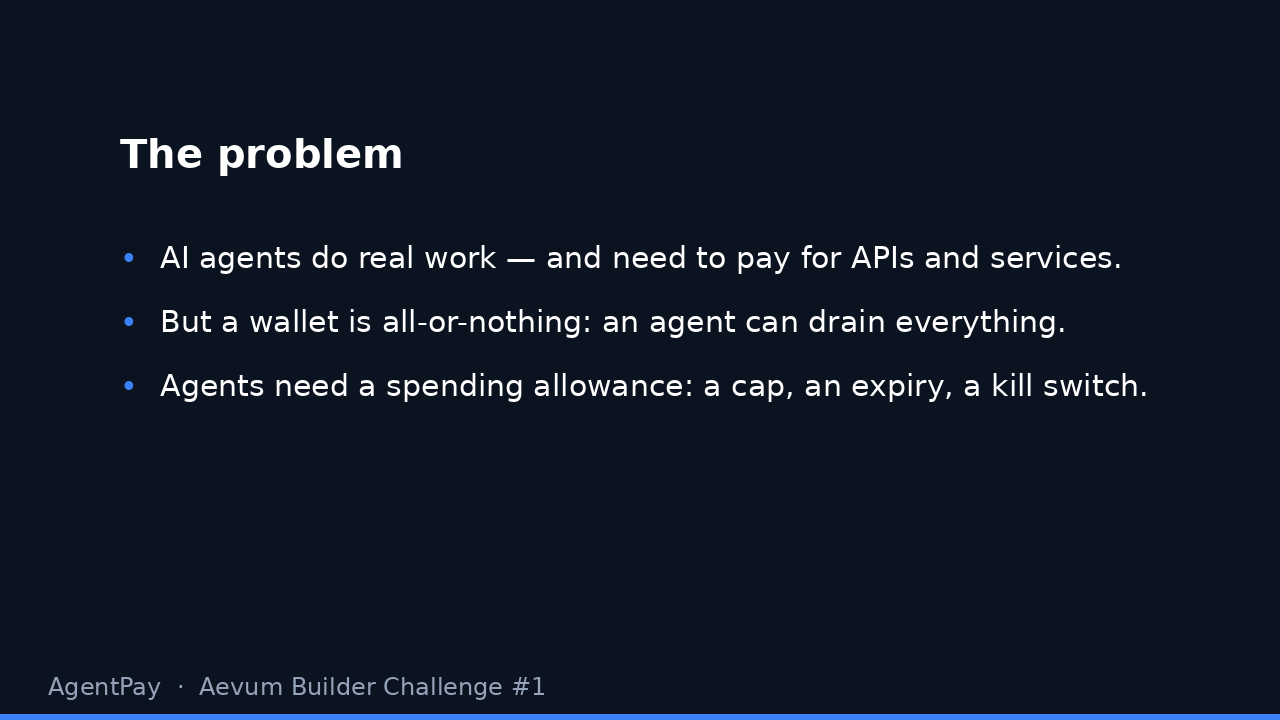 The problem
• AI agents do real work — and need to pay for APIs and services.
• But a wallet is all-or-nothing: an agent can drain everything.
• Agents need a spending allowance: a cap, an expiry, a kill switch.
AgentPay · Aevum Builder Challenge #1